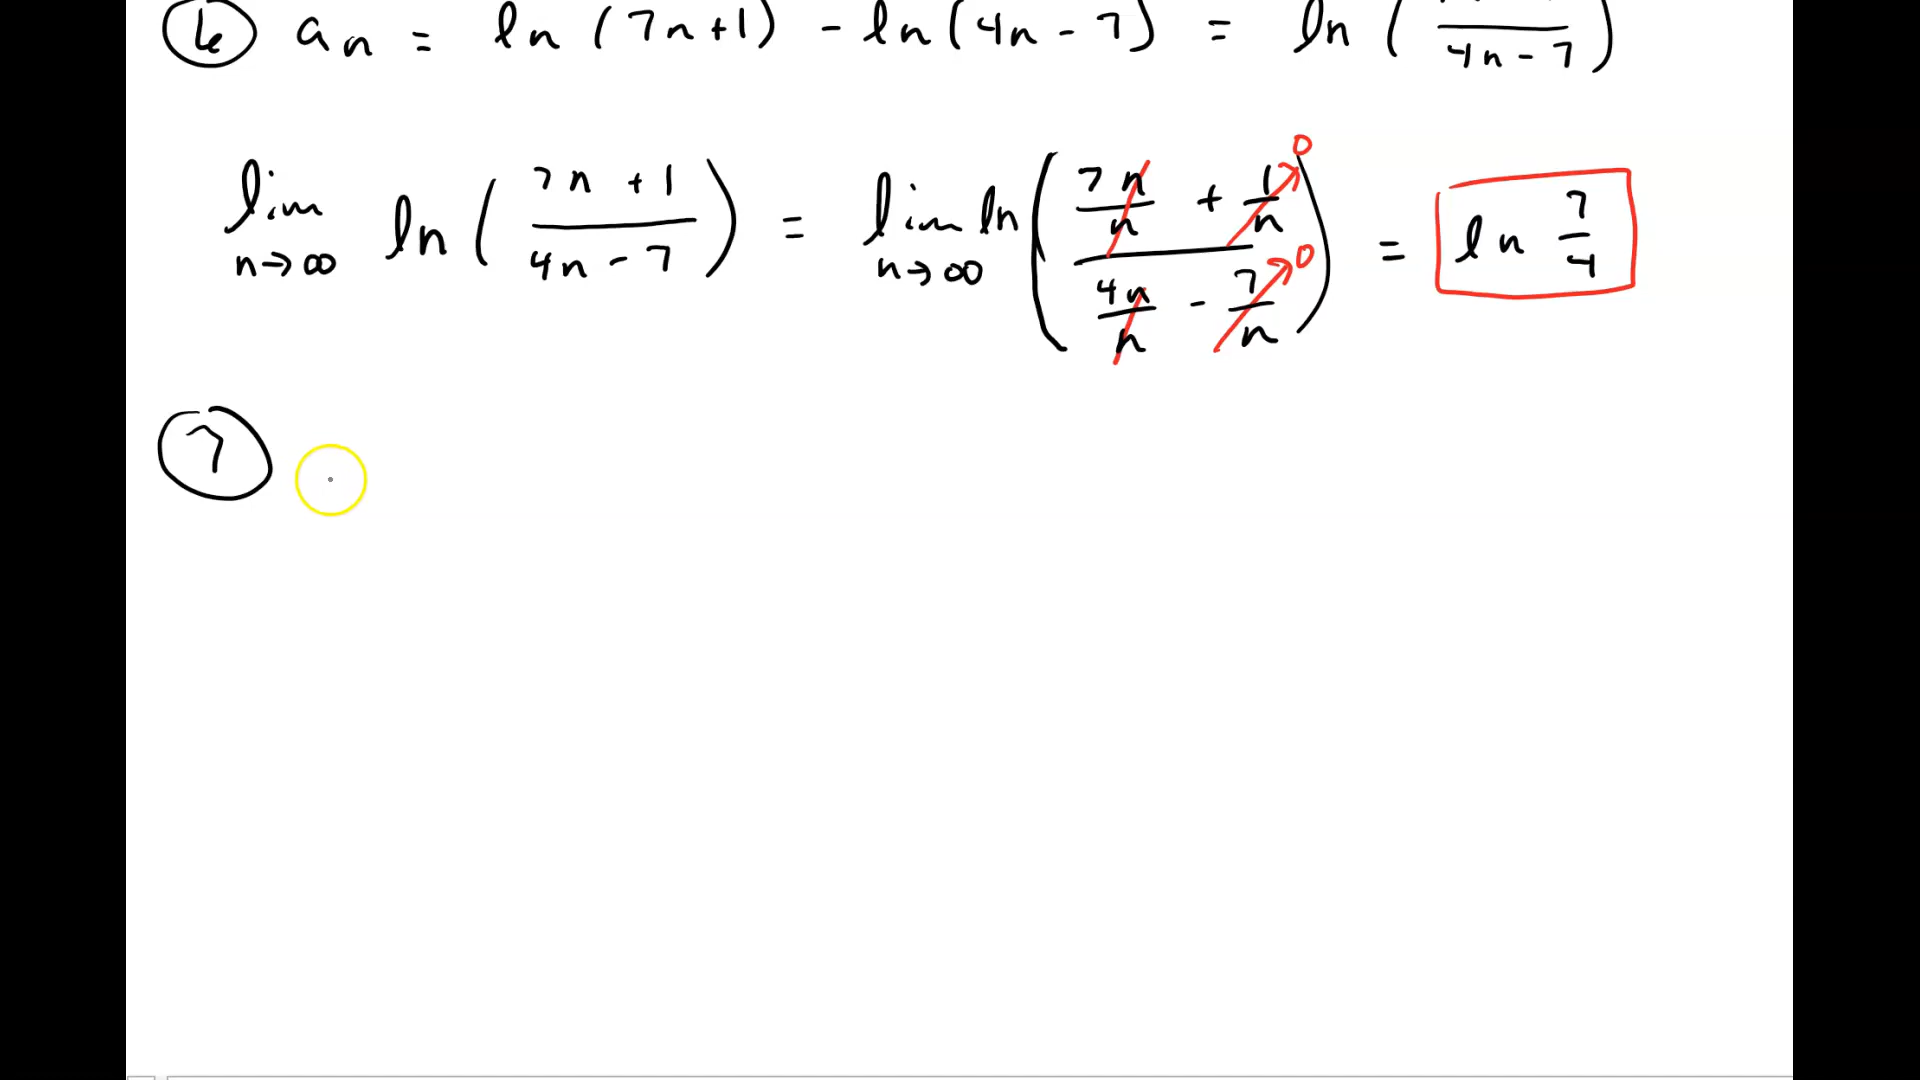 6 aₙ = ln (7n+1) - ln (4n - 7) = ln ( /4n - 7)
lim n→∞ ln ( (7n + 1)/(4n - 7) ) = lim n→∞ ln ( (7n/n + 1/n → 0)/(4n/n - 7/n → 0) ) = ln 7/4
7